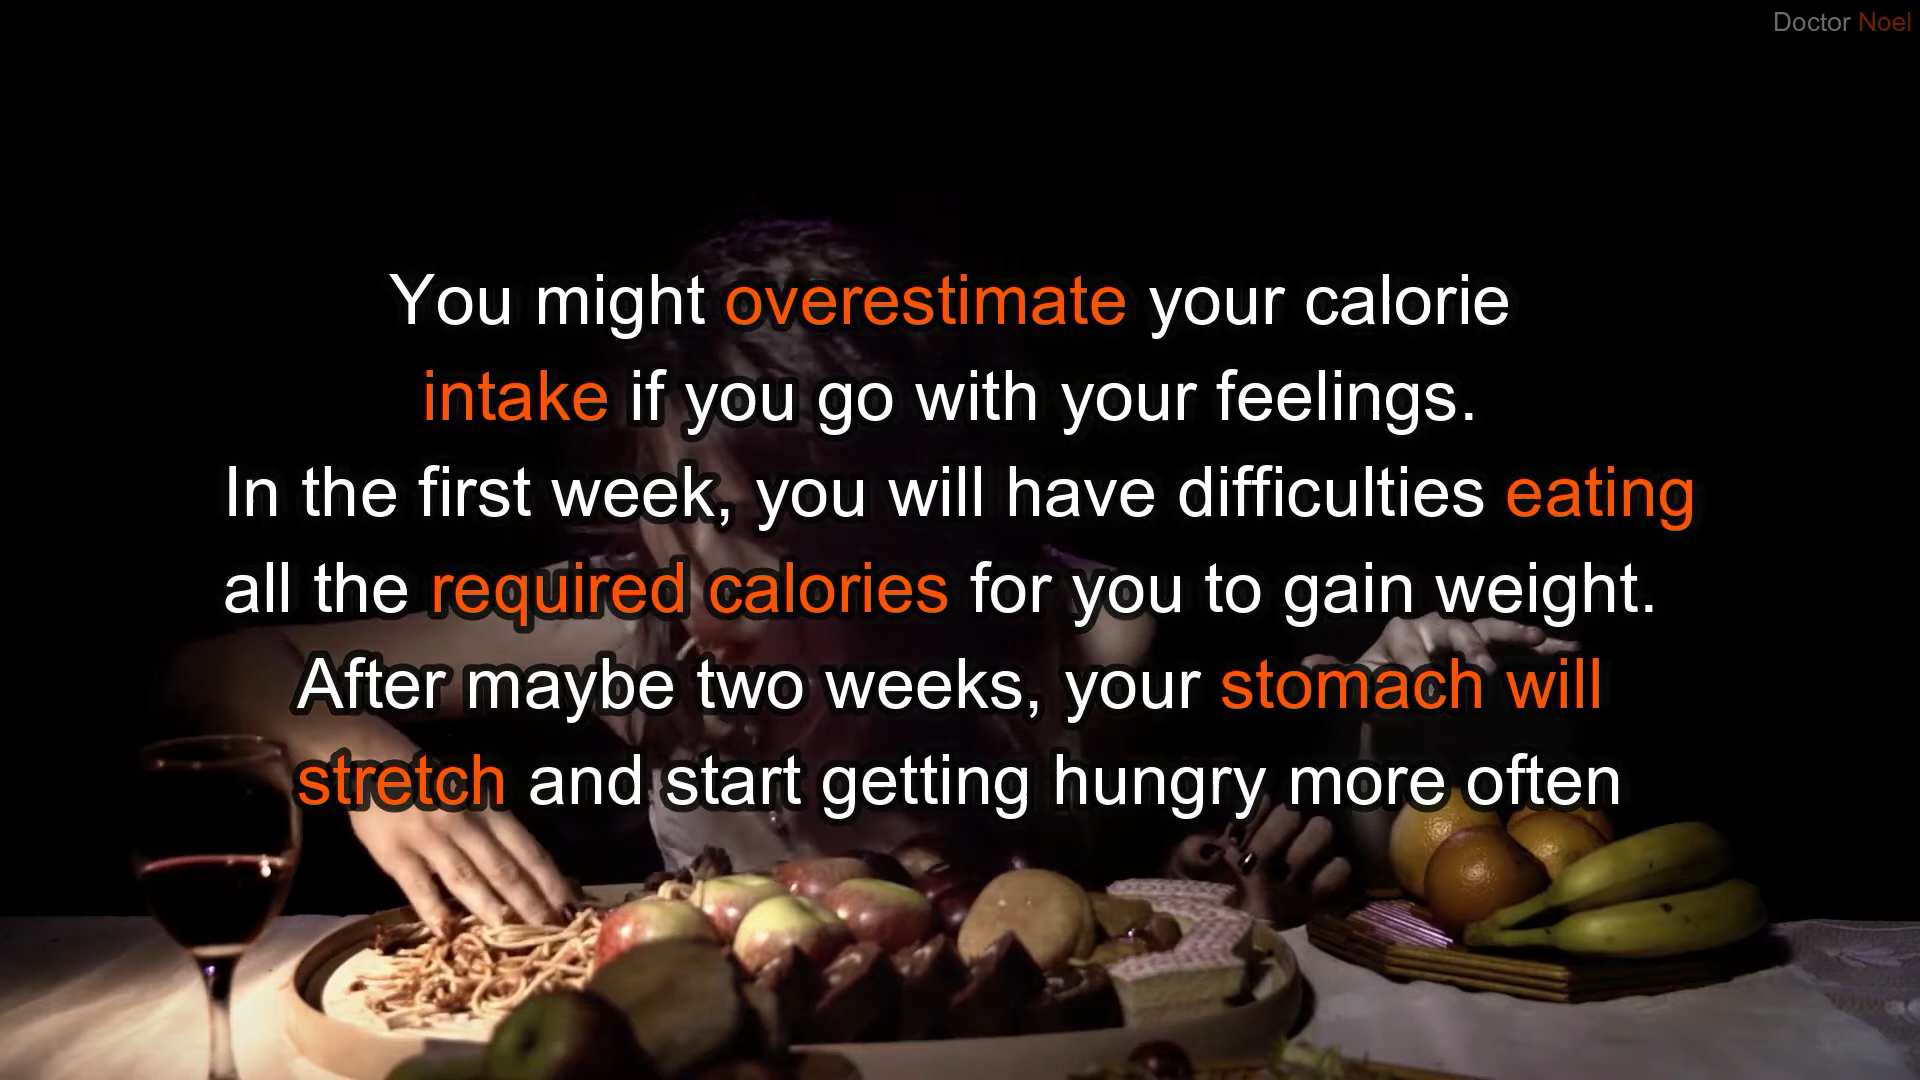 Doctor Noel
You might overestimate your calorie
intake if you go with your feelings.
In the first week, you will have difficulties eating
all the required calories for you to gain weight.
After maybe two weeks, your stomach will
stretch and start getting hungry more often